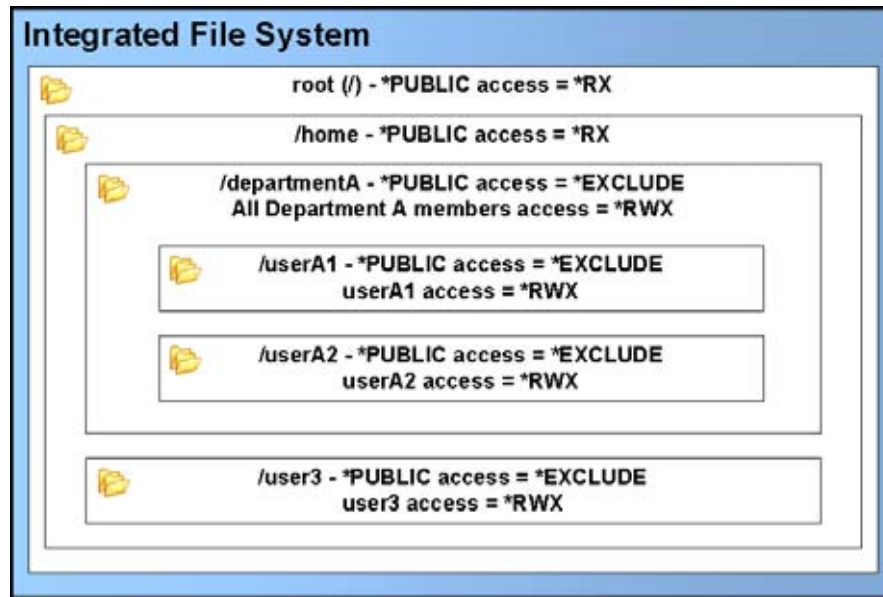 Integrated File System
root (/) - *PUBLIC access = *RX
/home - *PUBLIC access = *RX
/departmentA - *PUBLIC access = *EXCLUDE
All Department A members access = *RWX
/userA1 - *PUBLIC access = *EXCLUDE
userA1 access = *RWX
/userA2 - *PUBLIC access = *EXCLUDE
userA2 access = *RWX
/user3 - *PUBLIC access = *EXCLUDE
user3 access = *RWX